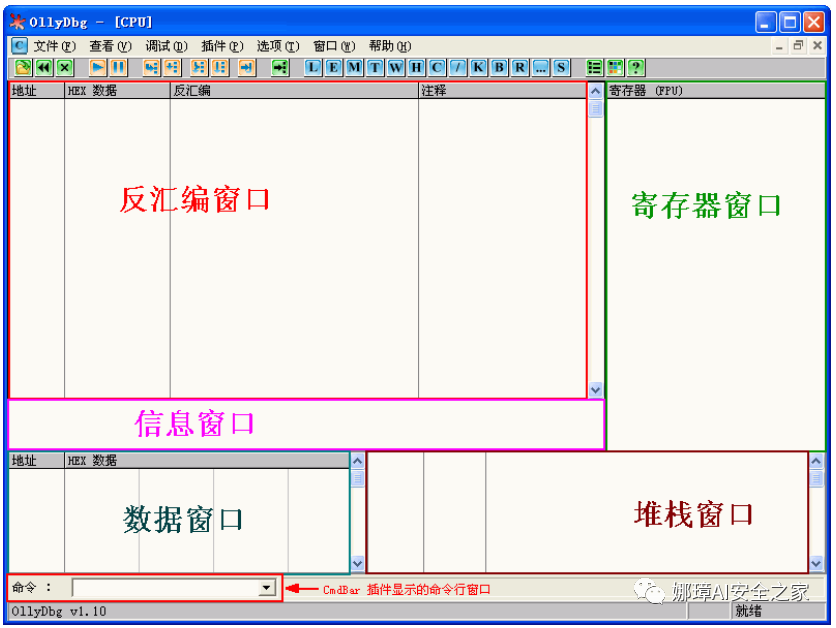 OllyDbg - [CPU]
文件(F) 查看(V) 调试(D) 插件(P) 选项(T) 窗口(W) 帮助(H)
L E M T W H C / K B R ... S ?
地址 HEX 数据 反汇编 注释 寄存器 (FPU)
反汇编窗口
寄存器窗口
信息窗口
地址 HEX 数据
数据窗口
堆栈窗口
命令 :
CmdBar 插件显示的命令行窗口
娜璋AI安全之家
OllyDbg v1.10
就绪